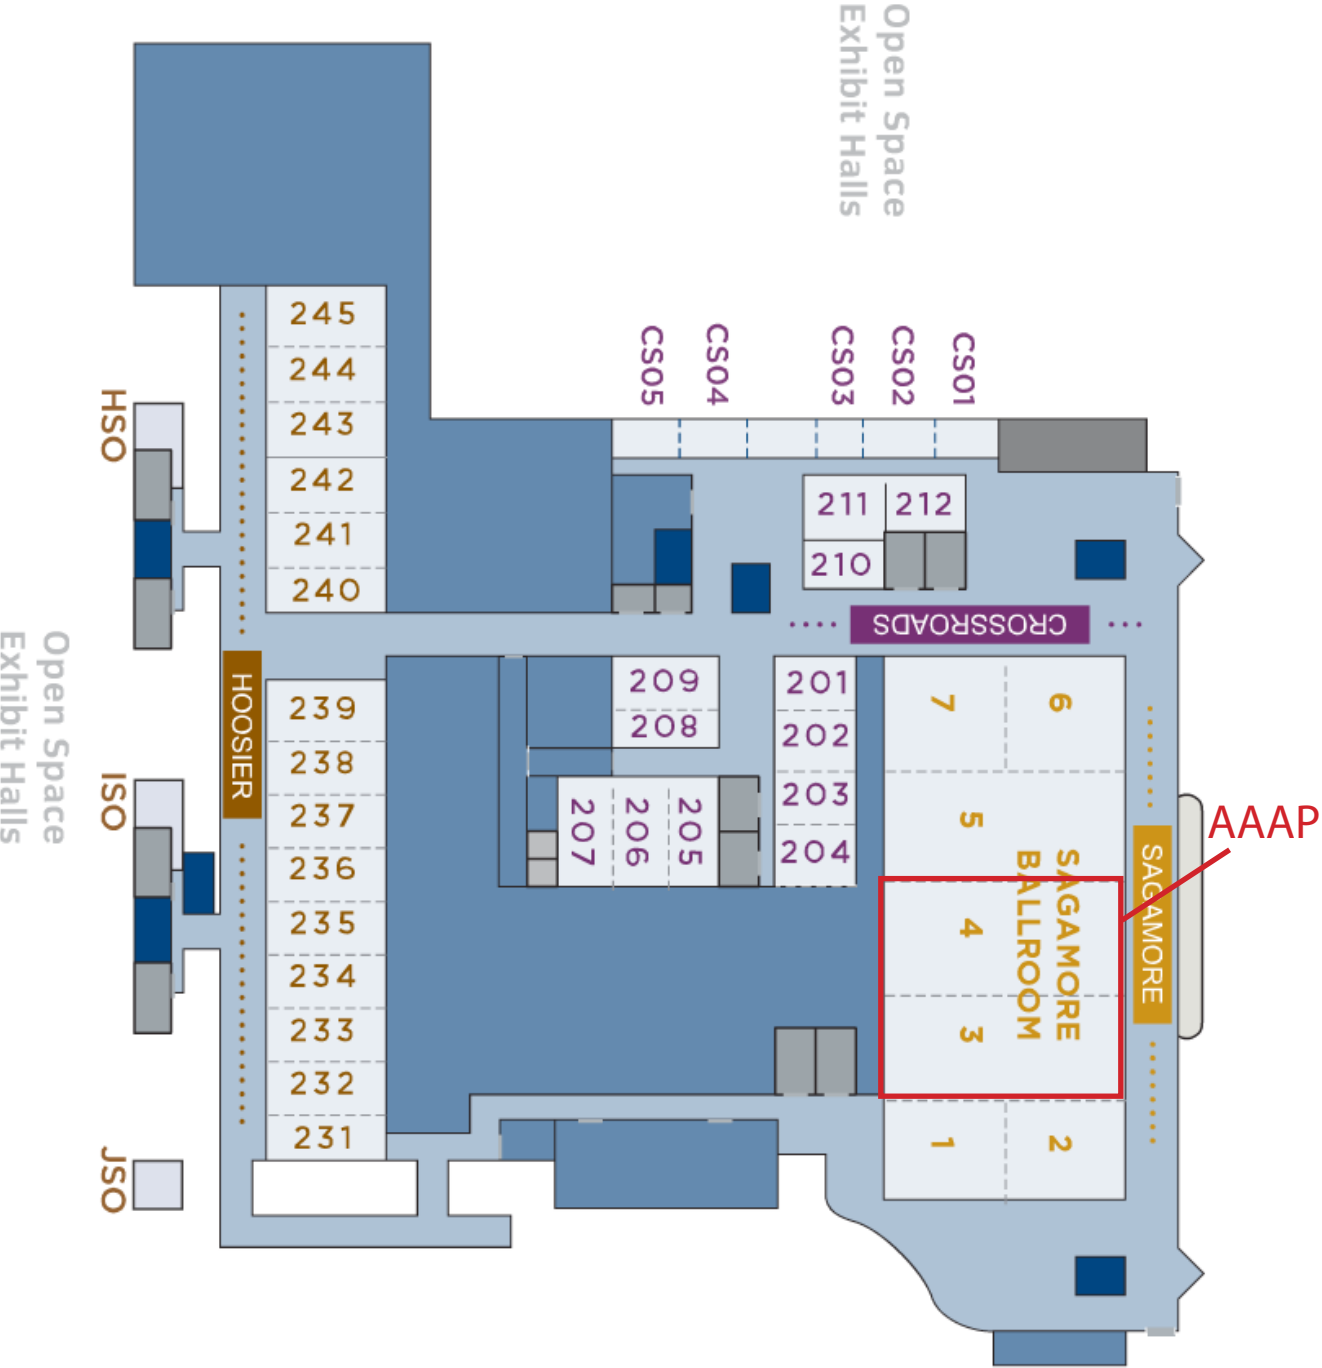 Open Space
Exhibit Halls
245
244
243
242
241
240
HSO
CS05
CS04
CS03
CS02
CS01
211
212
210
CROSSROADS
Open Space
Exhibit Halls
HOOSIER
239
238
237
236
235
234
233
232
231
ISO
JSO
209
208
207
206
205
201
202
203
204
7
6
5
4
3
1
2
SAGAMORE
BALLROOM
SAGAMORE
AAAP